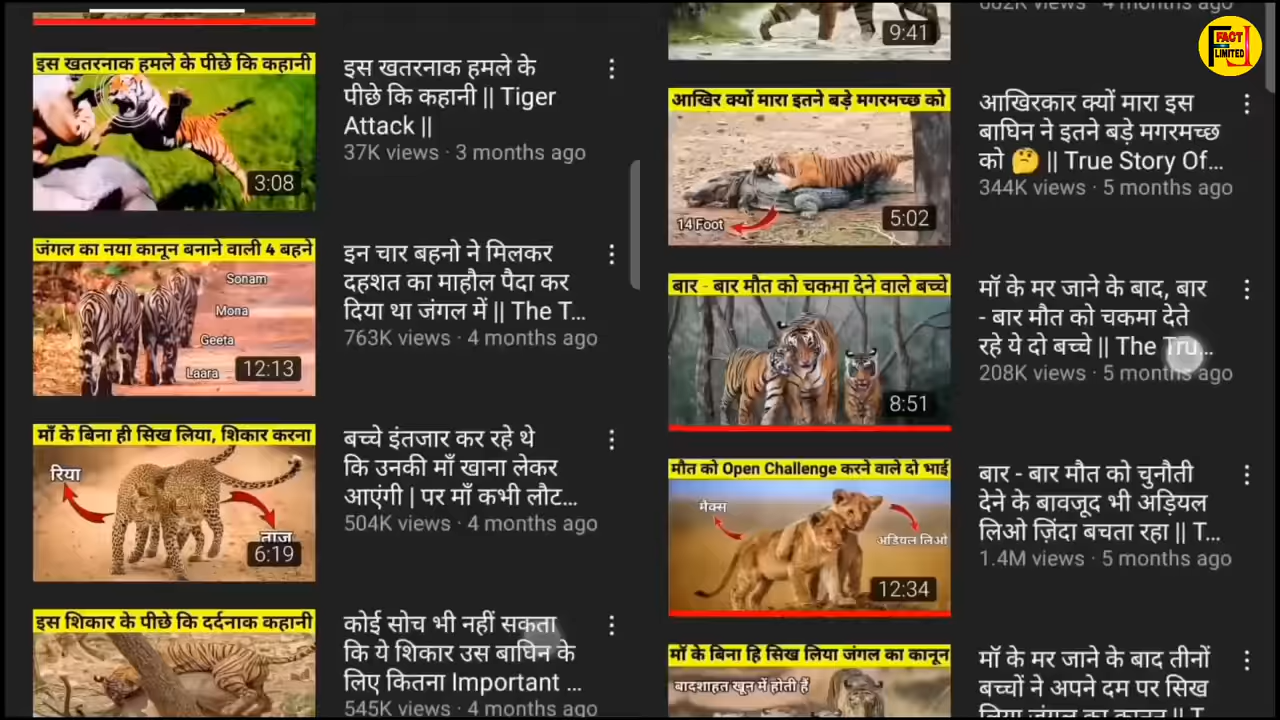 इस खतरनाक हमले के पीछे कि कहानी
3:08
इस खतरनाक हमले के
पीछे कि कहानी || Tiger
Attack ||
37K views · 3 months ago
जंगल का नया कानून बनाने वाली 4 बहने
Sonam
Mona
Geeta
Laara
12:13
इन चार बहनो ने मिलकर
दहशत का माहौल पैदा कर
दिया था जंगल में || The T...
763K views · 4 months ago
माँ के बिना ही सिख लिया, शिकार करना
रिया
ताज
6:19
बच्चे इंतजार कर रहे थे
कि उनकी माँ खाना लेकर
आएंगी | पर माँ कभी लौट...
504K views · 4 months ago
इस शिकार के पीछे कि दर्दनाक कहानी
कोई सोच भी नहीं सकता
कि ये शिकार उस बाघिन के
लिए कितना Important ...
545K views · 4 months ago
9:41
views · 4 months ago
FACT
LIMITED
आखिर क्यों मारा इतने बड़े मगरमच्छ को
14 Foot
5:02
आखिरकार क्यों मारा इस
बाघिन ने इतने बड़े मगरमच्छ
को 🤔 || True Story Of...
344K views · 5 months ago
बार - बार मौत को चकमा देने वाले बच्चे
8:51
मॉ के मर जाने के बाद, बार
- बार मौत को चकमा देते
रहे ये दो बच्चे || The Tru...
208K views · 5 months ago
मौत को Open Challenge करने वाले दो भाई
मैक्स
अडियल लिओ
12:34
बार - बार मौत को चुनौती
देने के बावजूद भी अड़ियल
लिओ ज़िंदा बचता रहा || T...
1.4M views · 5 months ago
मॉ के बिना हि सिख लिया जंगल का कानून
बादशाहत खून में होती हैं
मॉ के मर जाने के बाद तीनों
बच्चों ने अपने दम पर सिख
लिया जंगल का कानून || T...